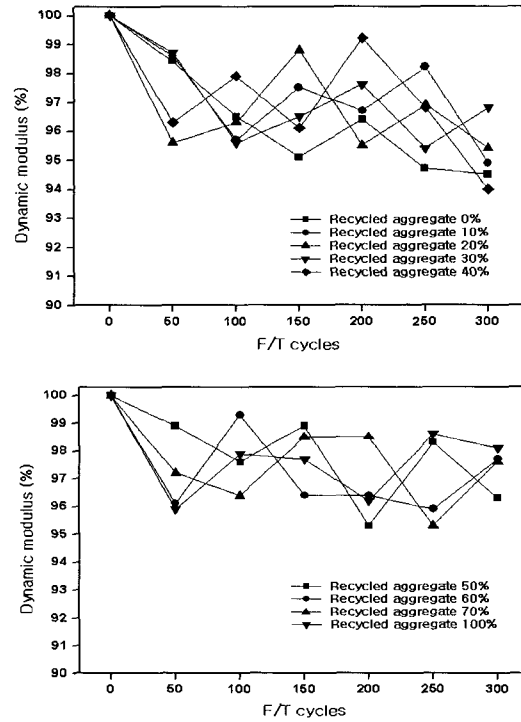 100
99
98
97
96
95
94
93
92
91
90
Dynamic modulus (%)
Recycled aggregate 0%
Recycled aggregate 10%
Recycled aggregate 20%
Recycled aggregate 30%
Recycled aggregate 40%
0 50 100 150 200 250 300
F/T cycles
100
99
98
97
96
95
94
93
92
91
90
Dynamic modulus (%)
Recycled aggregate 50%
Recycled aggregate 60%
Recycled aggregate 70%
Recycled aggregate 100%
0 50 100 150 200 250 300
F/T cycles